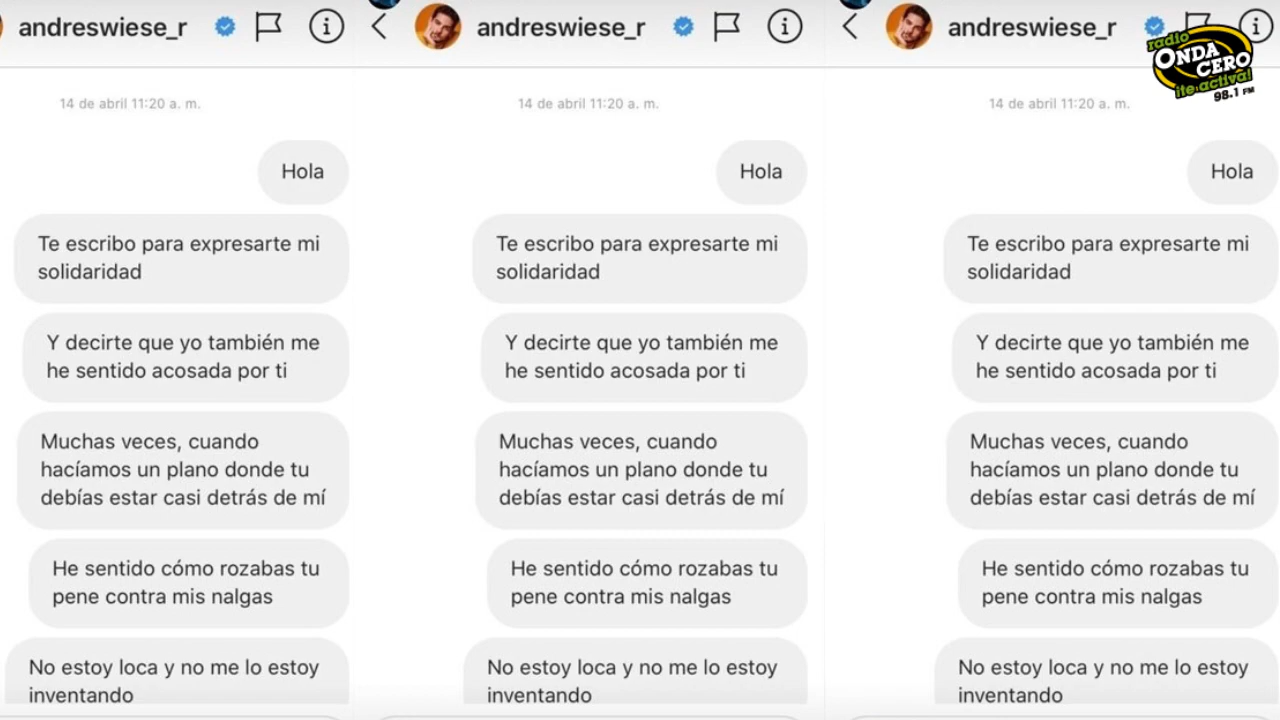 andreswiese_r
14 de abril 11:20 a. m.
Hola
Te escribo para expresarte mi
solidaridad
Y decirte que yo también me
he sentido acosada por ti
Muchas veces, cuando
hacíamos un plano donde tu
debías estar casi detrás de mí
He sentido cómo rozabas tu
pene contra mis nalgas
No estoy loca y no me lo estoy
inventando
andreswiese_r
14 de abril 11:20 a. m.
Hola
Te escribo para expresarte mi
solidaridad
Y decirte que yo también me
he sentido acosada por ti
Muchas veces, cuando
hacíamos un plano donde tu
debías estar casi detrás de mí
He sentido cómo rozabas tu
pene contra mis nalgas
No estoy loca y no me lo estoy
inventando
andreswiese_r
14 de abril 11:20 a. m.
Hola
Te escribo para expresarte mi
solidaridad
Y decirte que yo también me
he sentido acosada por ti
Muchas veces, cuando
hacíamos un plano donde tu
debías estar casi detrás de mí
He sentido cómo rozabas tu
pene contra mis nalgas
No estoy loca y no me lo estoy
inventando
radio
ONDA
CERO
¡te activa!
98.1 FM